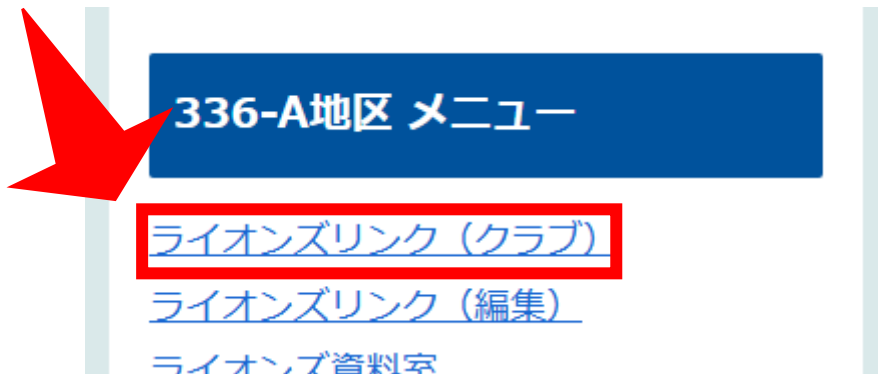 336-A地区 メニュー
ライオンズリンク（クラブ）
ライオンズリンク（編集）
ライオンズ資料室